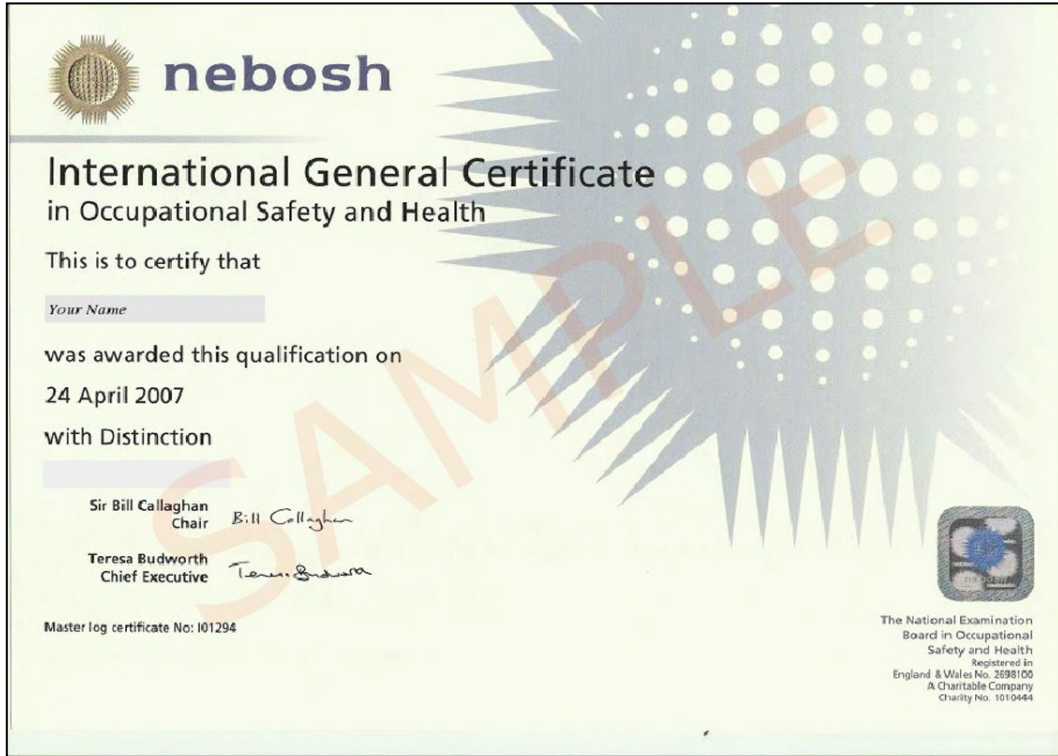 nebosh
International General Certificate
in Occupational Safety and Health
This is to certify that
Your Name
was awarded this qualification on
24 April 2007
with Distinction
SAMPLE
Sir Bill Callaghan
Chair
Bill Callaghan
Teresa Budworth
Chief Executive
Teresa Budworth
Master log certificate No: I01294
The National Examination
Board in Occupational
Safety and Health
Registered in
England & Wales No. 2698100
A Charitable Company
Charity No. 1010444